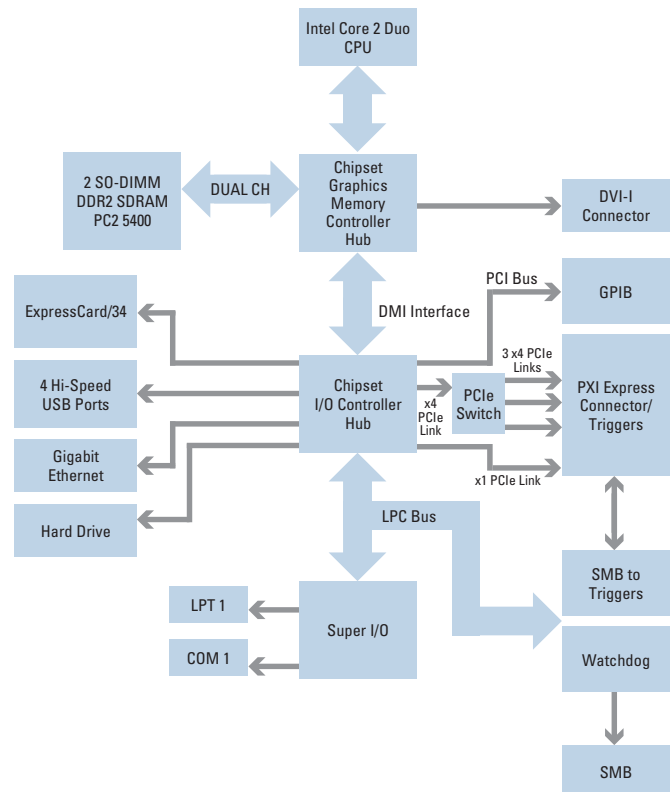 Intel Core 2 Duo
CPU
2 SO-DIMM
DDR2 SDRAM
PC2 5400
DUAL CH
Chipset
Graphics
Memory
Controller
Hub
DVI-I
Connector
DMI Interface
PCI Bus
GPIB
ExpressCard/34
4 Hi-Speed
USB Ports
Gigabit
Ethernet
Hard Drive
Chipset
I/O Controller
Hub
x4
PCIe
Link
PCIe
Switch
3 x4 PCIe
Links
PXI Express
Connector/
Triggers
x1 PCIe Link
LPC Bus
LPT 1
COM 1
Super I/O
SMB to
Triggers
Watchdog
SMB